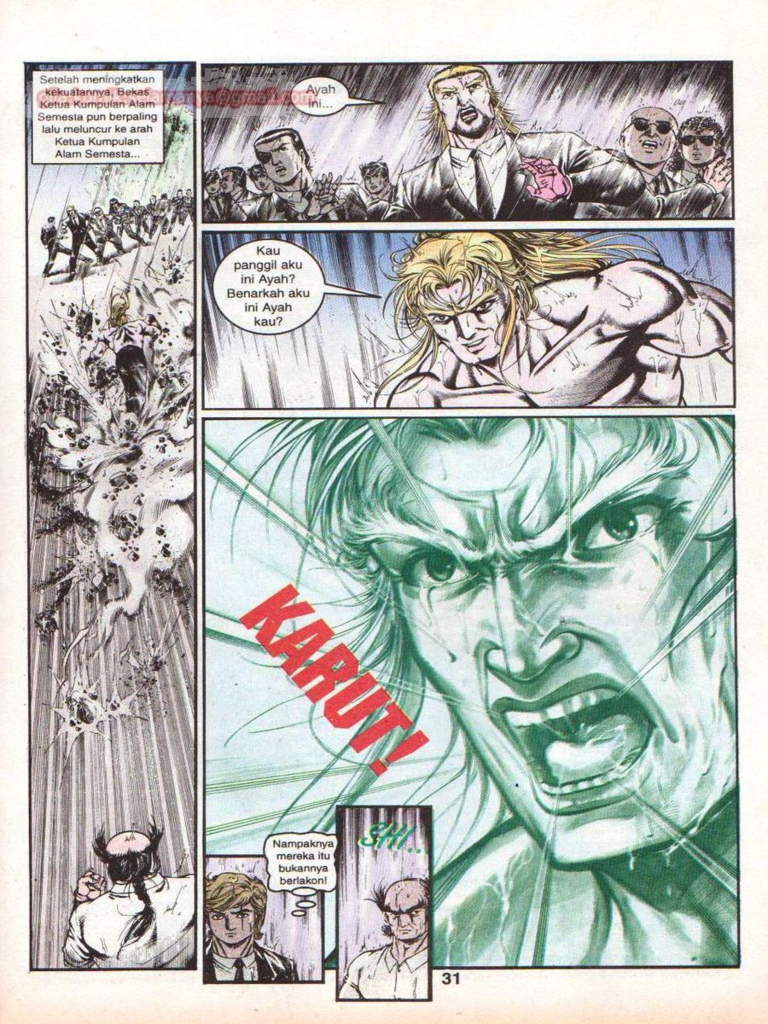 Setelah meningkatkan
kekuatannya, Bekas
Ketua Kumpulan Alam
Semesta pun berpaling
lalu meluncur ke arah
Ketua Kumpulan
Alam Semesta...
Ayah
ini...
Kau
panggil aku
ini Ayah?
Benarkah aku
ini Ayah
kau?
KARUT!
Nampaknya
mereka itu
bukannya
berlakon!
SHI...
31